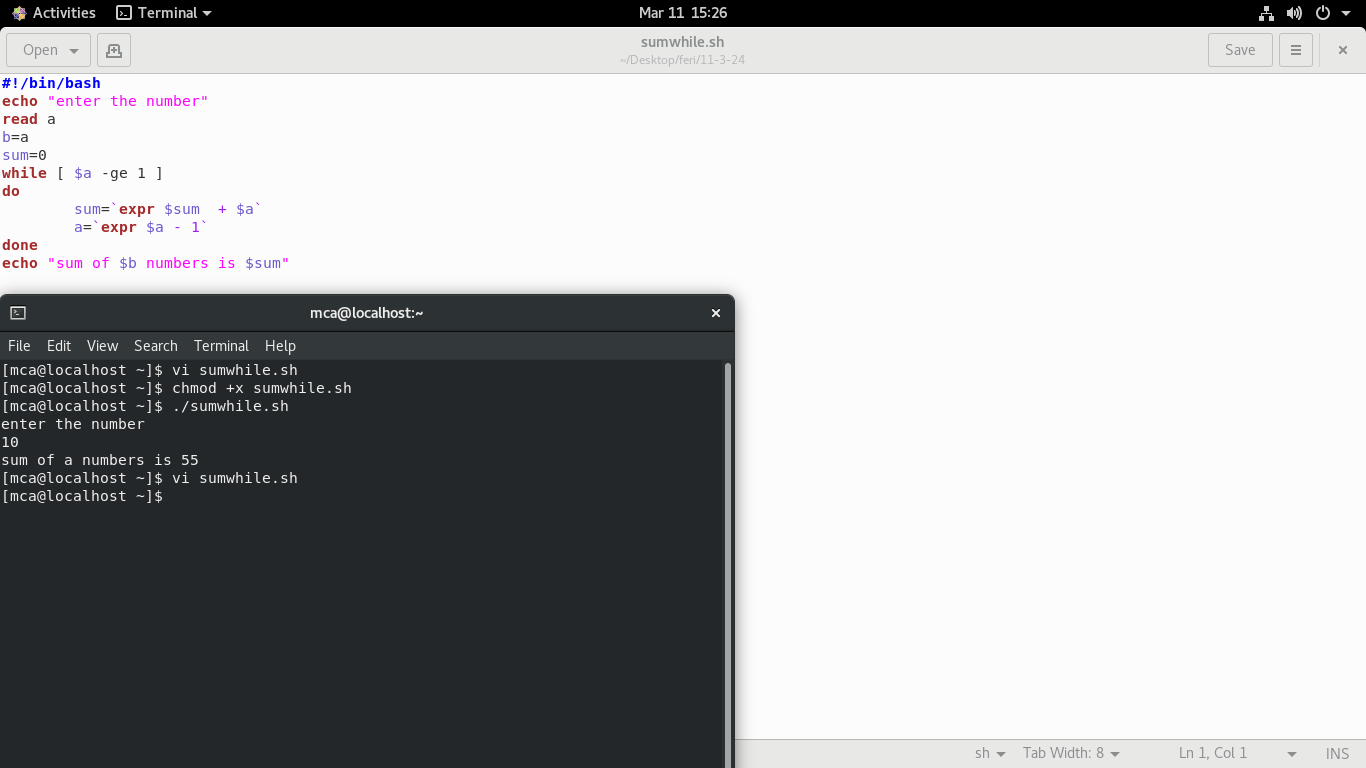 Activities Terminal Mar 11 15:26
Open sumwhile.sh Save
~/Desktop/feri/11-3-24
#!/bin/bash
echo "enter the number"
read a
b=a
sum=0
while [ $a -ge 1 ]
do
        sum=`expr $sum  + $a`
        a=`expr $a - 1`
done
echo "sum of $b numbers is $sum"
mca@localhost:~
File Edit View Search Terminal Help
[mca@localhost ~]$ vi sumwhile.sh
[mca@localhost ~]$ chmod +x sumwhile.sh
[mca@localhost ~]$ ./sumwhile.sh
enter the number
10
sum of a numbers is 55
[mca@localhost ~]$ vi sumwhile.sh
[mca@localhost ~]$
sh Tab Width: 8 Ln 1, Col 1 INS